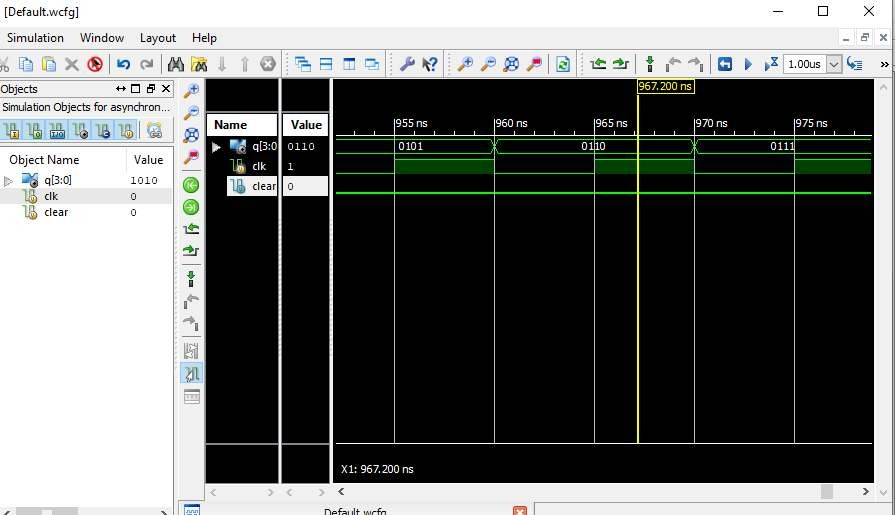 [Default.wcfg]
Simulation Window Layout Help
1.00us
Objects
Simulation Objects for asynchron...
Object Name Value
q[3:0] 1010
clk 0
clear 0
Name Value
q[3:0 0110
clk 1
clear 0
967.200 ns
955 ns 960 ns 965 ns 970 ns 975 ns
0101 0110 0111
X1: 967.200 ns
Default.wcfg